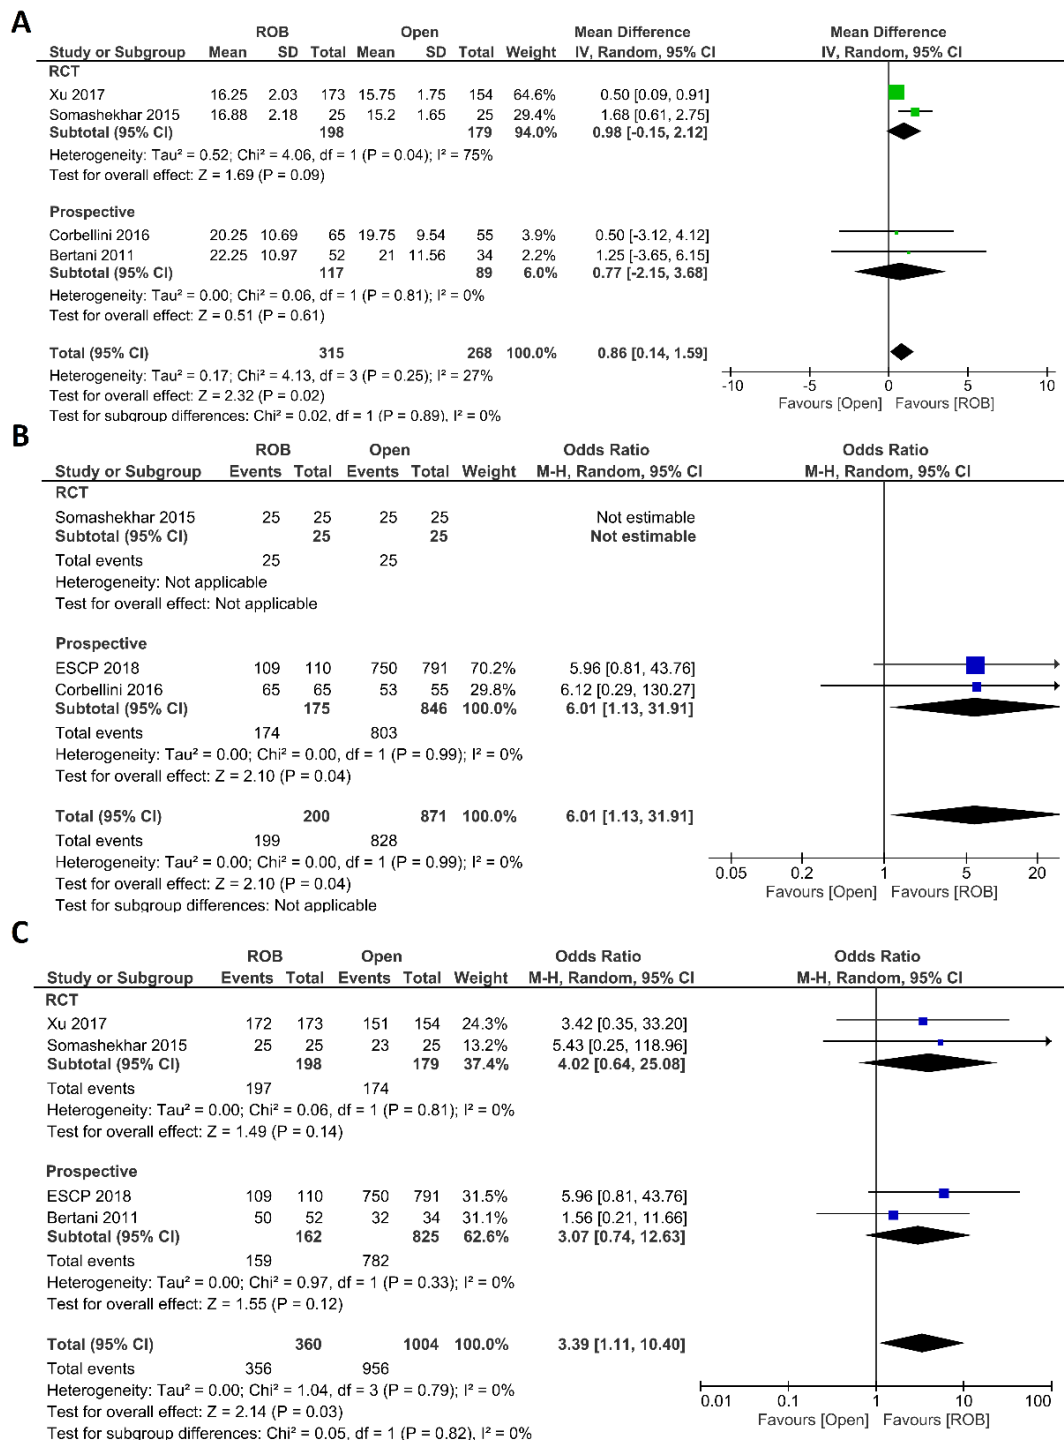 A
ROB Open Mean Difference Mean Difference
Study or Subgroup Mean SD Total Mean SD Total Weight IV, Random, 95% CI IV, Random, 95% CI
RCT
Xu 2017 16.25 2.03 173 15.75 1.75 154 64.6% 0.50 [0.09, 0.91]
Somashekhar 2015 16.88 2.18 25 15.2 1.65 25 29.4% 1.68 [0.61, 2.75]
Subtotal (95% CI) 198 179 94.0% 0.98 [-0.15, 2.12]
Heterogeneity: Tau² = 0.52; Chi² = 4.06, df = 1 (P = 0.04); I² = 75%
Test for overall effect: Z = 1.69 (P = 0.09)
Prospective
Corbellini 2016 20.25 10.69 65 19.75 9.54 55 3.9% 0.50 [-3.12, 4.12]
Bertani 2011 22.25 10.97 52 21 11.56 34 2.2% 1.25 [-3.65, 6.15]
Subtotal (95% CI) 117 89 6.0% 0.77 [-2.15, 3.68]
Heterogeneity: Tau² = 0.00; Chi² = 0.06, df = 1 (P = 0.81); I² = 0%
Test for overall effect: Z = 0.51 (P = 0.61)
Total (95% CI) 315 268 100.0% 0.86 [0.14, 1.59]
Heterogeneity: Tau² = 0.17; Chi² = 4.13, df = 3 (P = 0.25); I² = 27%
Test for overall effect: Z = 2.32 (P = 0.02)
Test for subgroup differences: Chi² = 0.02, df = 1 (P = 0.89), I² = 0%
-10 -5 0 5 10
Favours [Open] Favours [ROB]
B
ROB Open Odds Ratio Odds Ratio
Study or Subgroup Events Total Events Total Weight M-H, Random, 95% CI M-H, Random, 95% CI
RCT
Somashekhar 2015 25 25 25 25 Not estimable
Subtotal (95% CI) 25 25 Not estimable
Total events 25 25
Heterogeneity: Not applicable
Test for overall effect: Not applicable
Prospective
ESCP 2018 109 110 750 791 70.2% 5.96 [0.81, 43.76]
Corbellini 2016 65 65 53 55 29.8% 6.12 [0.29, 130.27]
Subtotal (95% CI) 175 846 100.0% 6.01 [1.13, 31.91]
Total events 174 803
Heterogeneity: Tau² = 0.00; Chi² = 0.00, df = 1 (P = 0.99); I² = 0%
Test for overall effect: Z = 2.10 (P = 0.04)
Total (95% CI) 200 871 100.0% 6.01 [1.13, 31.91]
Total events 199 828
Heterogeneity: Tau² = 0.00; Chi² = 0.00, df = 1 (P = 0.99); I² = 0%
Test for overall effect: Z = 2.10 (P = 0.04)
Test for subgroup differences: Not applicable
0.05 0.2 1 5 20
Favours [Open] Favours [ROB]
C
ROB Open Odds Ratio Odds Ratio
Study or Subgroup Events Total Events Total Weight M-H, Random, 95% CI M-H, Random, 95% CI
RCT
Xu 2017 172 173 151 154 24.3% 3.42 [0.35, 33.20]
Somashekhar 2015 25 25 23 25 13.2% 5.43 [0.25, 118.96]
Subtotal (95% CI) 198 179 37.4% 4.02 [0.64, 25.08]
Total events 197 174
Heterogeneity: Tau² = 0.00; Chi² = 0.06, df = 1 (P = 0.81); I² = 0%
Test for overall effect: Z = 1.49 (P = 0.14)
Prospective
ESCP 2018 109 110 750 791 31.5% 5.96 [0.81, 43.76]
Bertani 2011 50 52 32 34 31.1% 1.56 [0.21, 11.66]
Subtotal (95% CI) 162 825 62.6% 3.07 [0.74, 12.63]
Total events 159 782
Heterogeneity: Tau² = 0.00; Chi² = 0.97, df = 1 (P = 0.33); I² = 0%
Test for overall effect: Z = 1.55 (P = 0.12)
Total (95% CI) 360 1004 100.0% 3.39 [1.11, 10.40]
Total events 356 956
Heterogeneity: Tau² = 0.00; Chi² = 1.04, df = 3 (P = 0.79); I² = 0%
Test for overall effect: Z = 2.14 (P = 0.03)
Test for subgroup differences: Chi² = 0.05, df = 1 (P = 0.82), I² = 0%
0.01 0.1 1 10 100
Favours [Open] Favours [ROB]